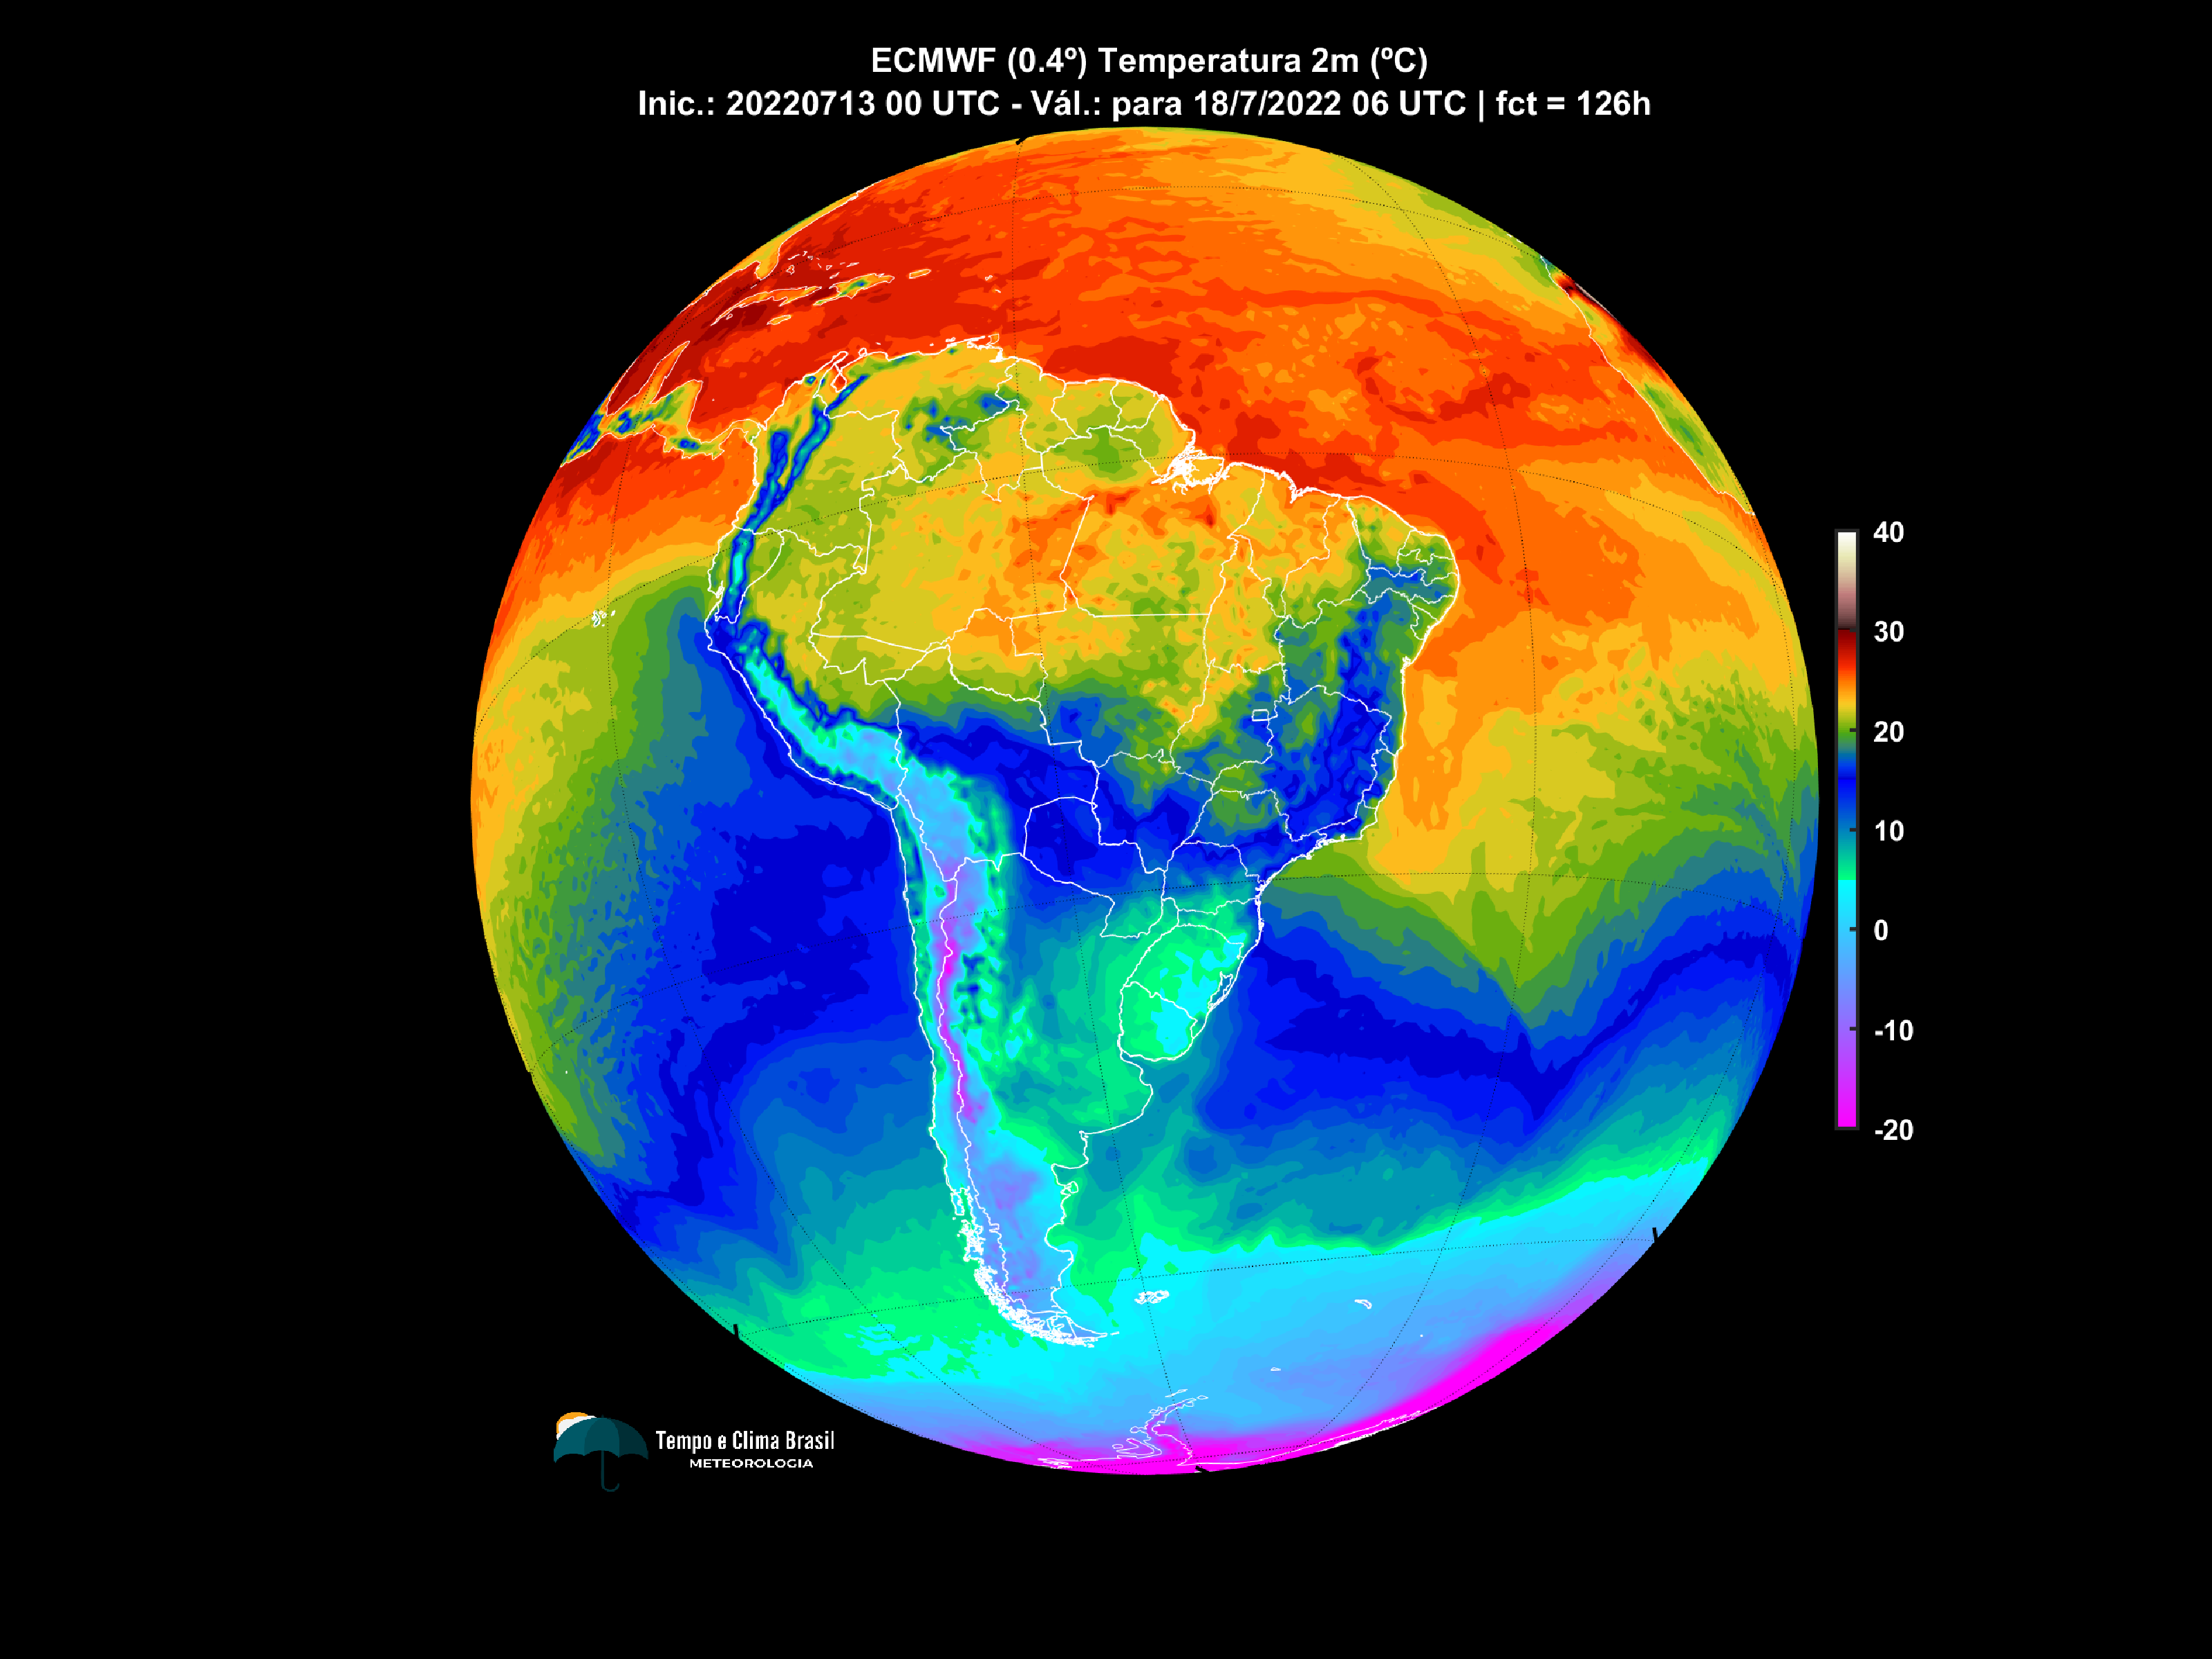 ECMWF (0.4º) Temperatura 2m (ºC)
Inic.: 20220713 00 UTC - Vál.: para 18/7/2022 06 UTC | fct = 126h
40
30
20
10
0
-10
-20
Tempo e Clima Brasil
METEOROLOGIA